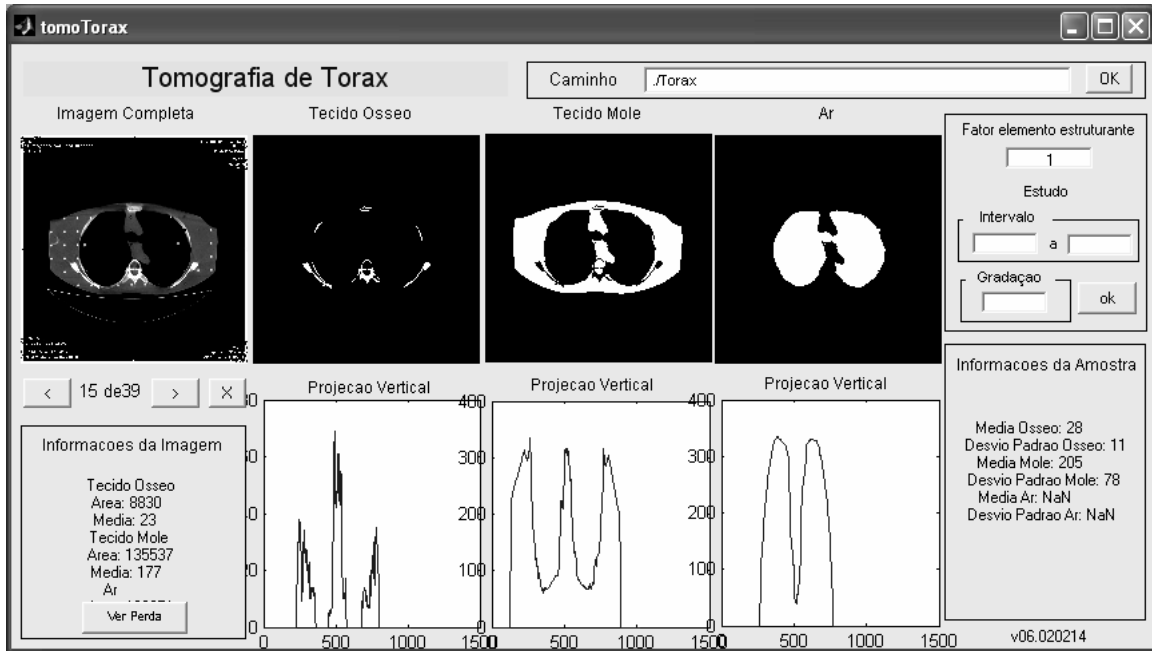 tomoTorax
Tomografia de Torax
Caminho
./Torax
OK
Imagem Completa
Tecido Osseo
Tecido Mole
Ar
Fator elemento estruturante
1
Estudo
Intervalo
a
Gradaçao
ok
<
15 de39
>
X
Informacoes da Imagem
Tecido Osseo
Area: 8830
Media: 23
Tecido Mole
Area: 135537
Media: 177
Ar
Ver Perda
Projecao Vertical
60
40
20
0
0
500
1000
1500
Projecao Vertical
400
300
200
100
0
0
500
1000
1500
Projecao Vertical
400
300
200
100
0
0
500
1000
1500
Informacoes da Amostra
Media Osseo: 28
Desvio Padrao Osseo: 11
Media Mole: 205
Desvio Padrao Mole: 78
Media Ar: NaN
Desvio Padrao Ar: NaN
v06.020214